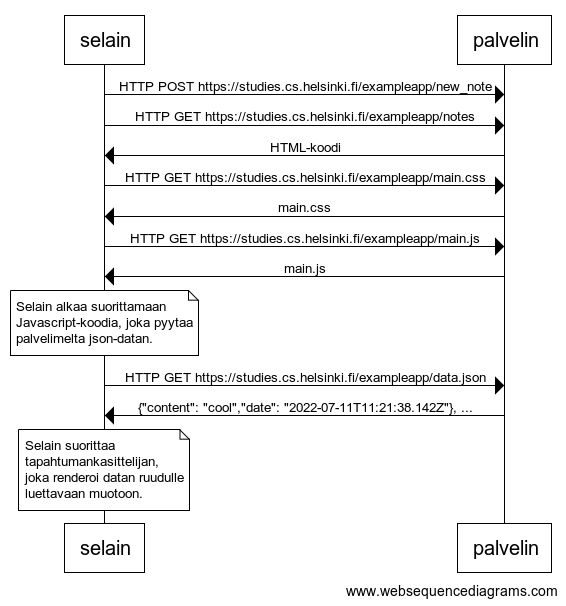 selain palvelin
HTTP POST https://studies.cs.helsinki.fi/exampleapp/new_note
HTTP GET https://studies.cs.helsinki.fi/exampleapp/notes
HTML-koodi
HTTP GET https://studies.cs.helsinki.fi/exampleapp/main.css
main.css
HTTP GET https://studies.cs.helsinki.fi/exampleapp/main.js
main.js
Selain alkaa suorittamaan
Javascript-koodia, joka pyytaa
palvelimelta json-datan.
HTTP GET https://studies.cs.helsinki.fi/exampleapp/data.json
{"content": "cool","date": "2022-07-11T11:21:38.142Z"}, ...
Selain suorittaa
tapahtumankasittelijan,
joka renderoi datan ruudulle
luettavaan muotoon.
selain palvelin
www.websequencediagrams.com